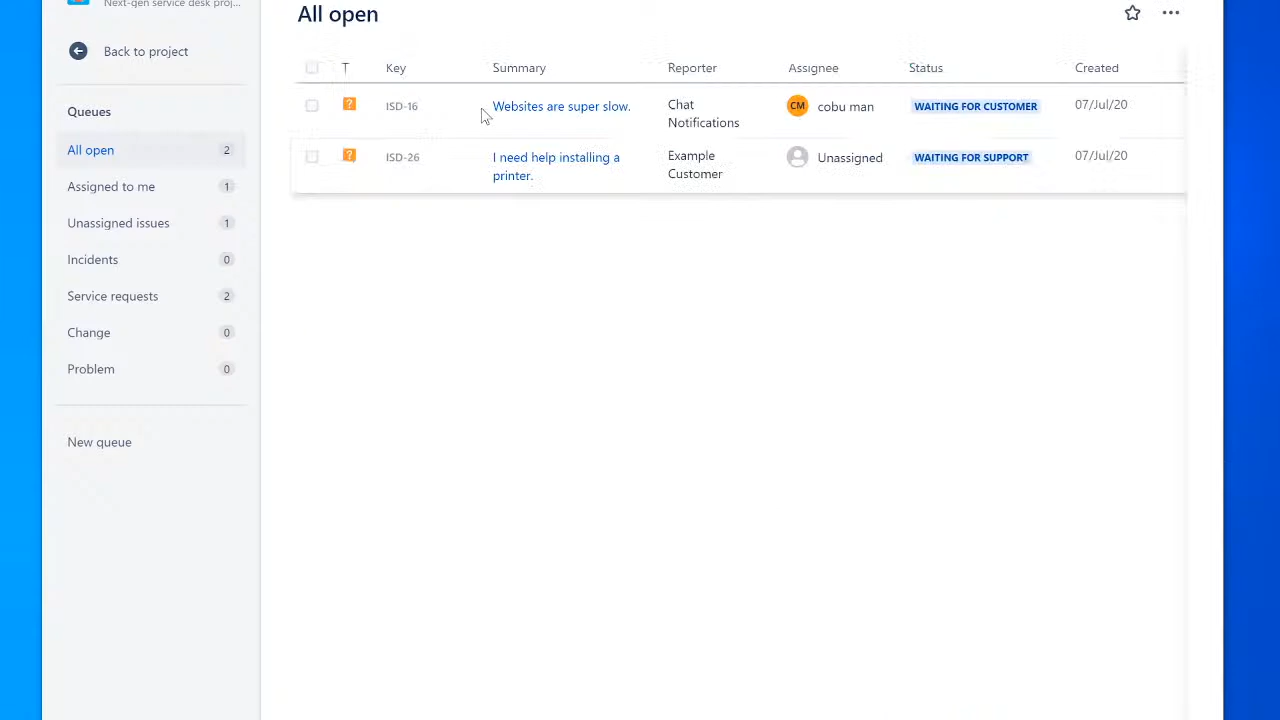 Next-gen service desk proj...
Back to project
Queues
All open 2
Assigned to me 1
Unassigned issues 1
Incidents 0
Service requests 2
Change 0
Problem 0
New queue
All open
T Key Summary Reporter Assignee Status Created
ISD-16 Websites are super slow. Chat Notifications CM cobu man WAITING FOR CUSTOMER 07/Jul/20
ISD-26 I need help installing a printer. Example Customer Unassigned WAITING FOR SUPPORT 07/Jul/20